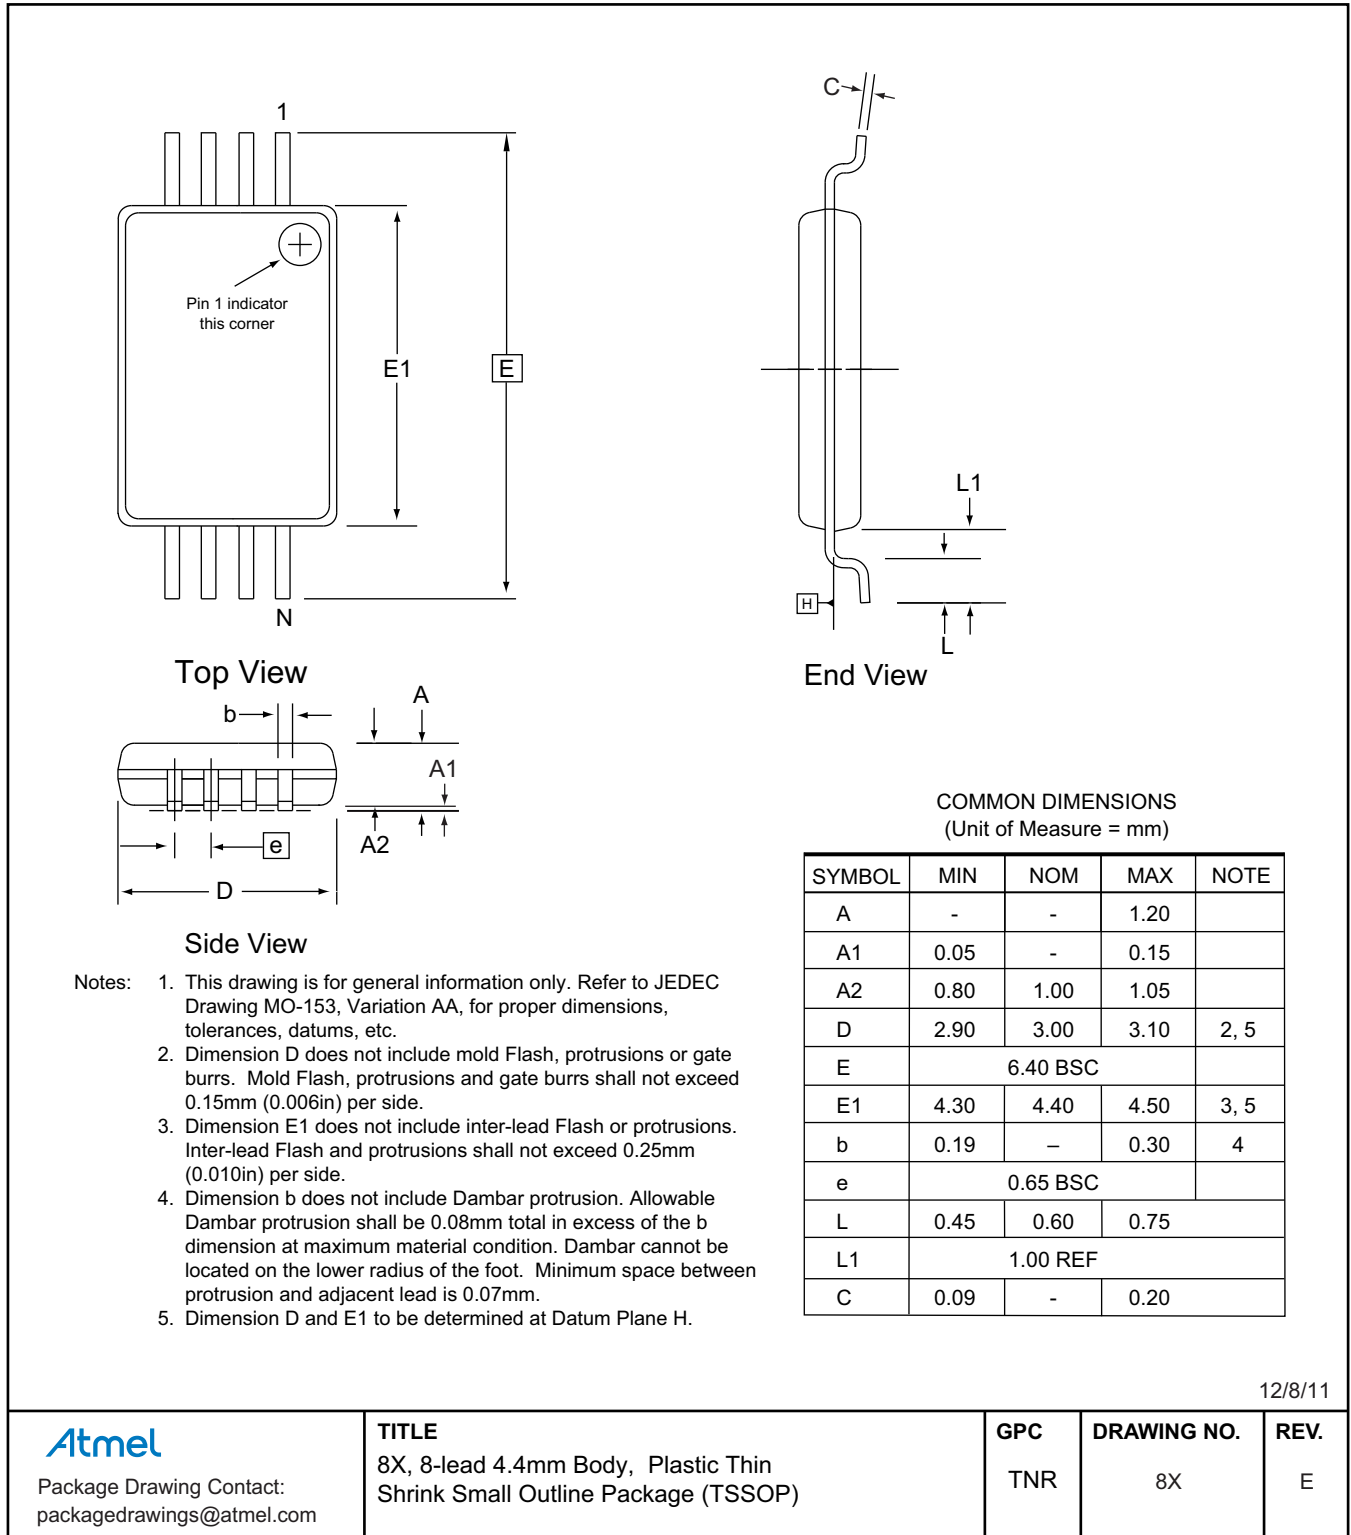 1
Pin 1 indicator
this corner
E1
E
N
Top View
C
L1
H
L
End View
b
A
A1
e
A2
D
Side View
COMMON DIMENSIONS
(Unit of Measure = mm)
SYMBOL MIN NOM MAX NOTE
A - - 1.20
A1 0.05 - 0.15
A2 0.80 1.00 1.05
D 2.90 3.00 3.10 2, 5
E 6.40 BSC
E1 4.30 4.40 4.50 3, 5
b 0.19 – 0.30 4
e 0.65 BSC
L 0.45 0.60 0.75
L1 1.00 REF
C 0.09 - 0.20
Notes: 1. This drawing is for general information only. Refer to JEDEC
Drawing MO-153, Variation AA, for proper dimensions,
tolerances, datums, etc.
2. Dimension D does not include mold Flash, protrusions or gate
burrs. Mold Flash, protrusions and gate burrs shall not exceed
0.15mm (0.006in) per side.
3. Dimension E1 does not include inter-lead Flash or protrusions.
Inter-lead Flash and protrusions shall not exceed 0.25mm
(0.010in) per side.
4. Dimension b does not include Dambar protrusion. Allowable
Dambar protrusion shall be 0.08mm total in excess of the b
dimension at maximum material condition. Dambar cannot be
located on the lower radius of the foot. Minimum space between
protrusion and adjacent lead is 0.07mm.
5. Dimension D and E1 to be determined at Datum Plane H.
12/8/11
Atmel
Package Drawing Contact:
packagedrawings@atmel.com
TITLE
8X, 8-lead 4.4mm Body, Plastic Thin
Shrink Small Outline Package (TSSOP)
GPC
TNR
DRAWING NO.
8X
REV.
E